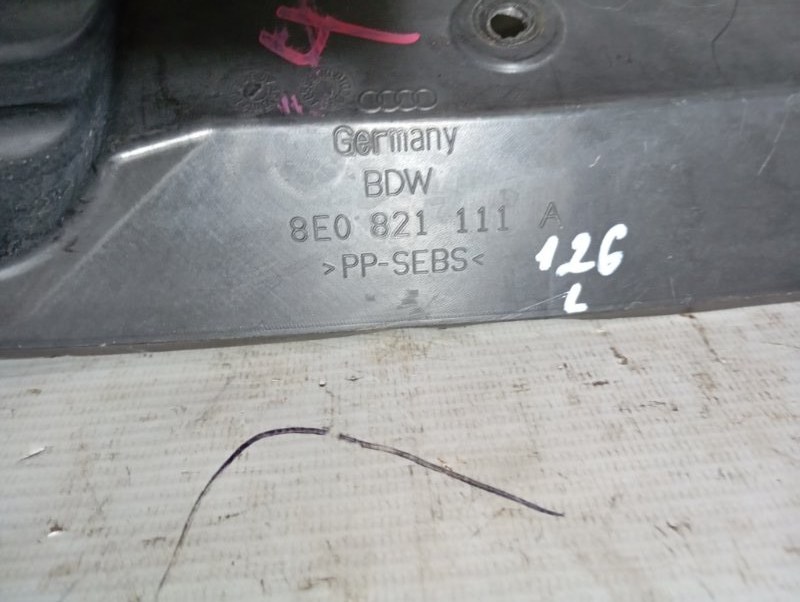 Germany
BDW
8E0 821 111 A
>PP-SEBS<
126
L